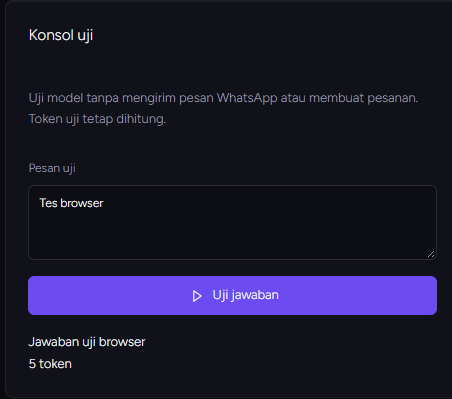 Konsol uji
Uji model tanpa mengirim pesan WhatsApp atau membuat pesanan.
Token uji tetap dihitung.
Pesan uji
Tes browser
Uji jawaban
Jawaban uji browser
5 token